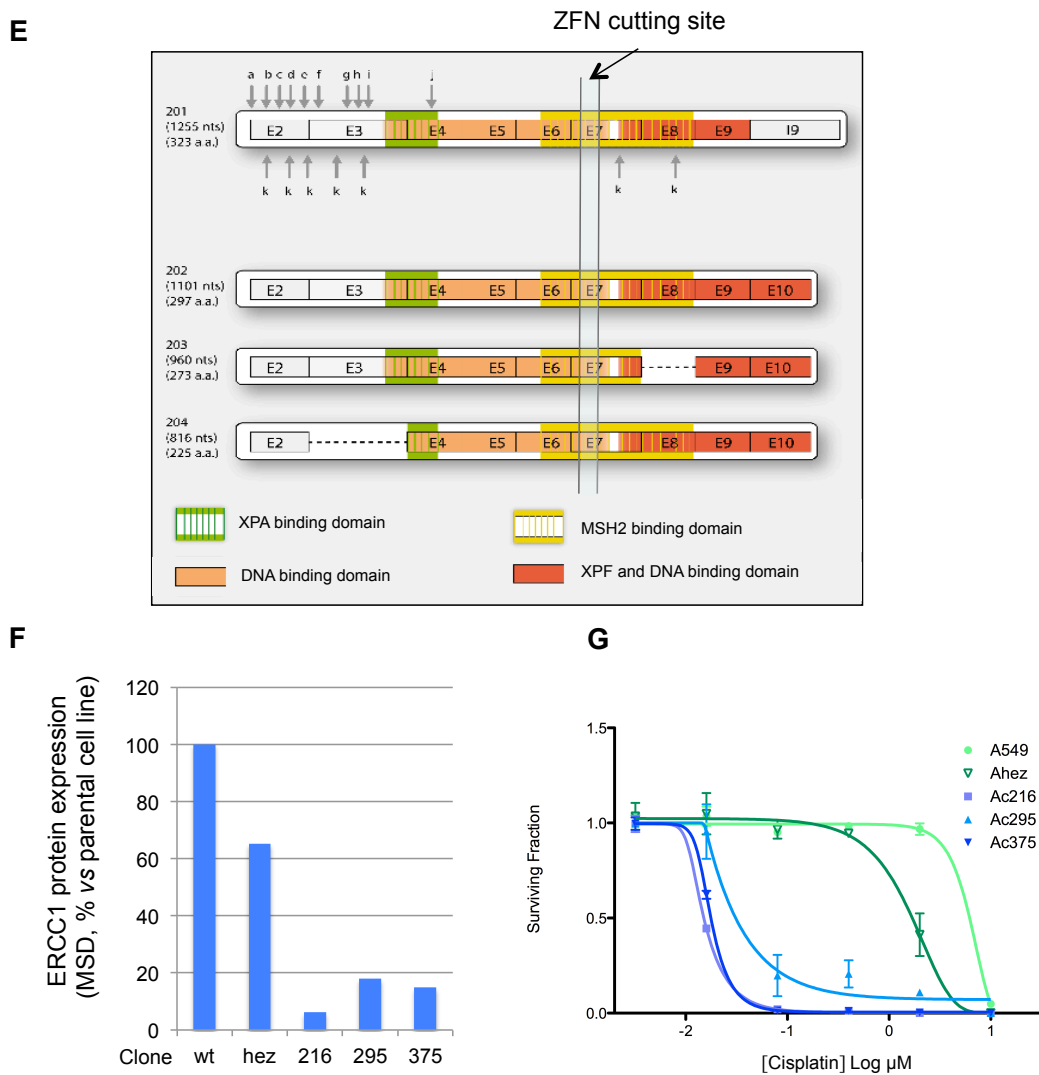 E
ZFN cutting site
a b c d e f g h i j
201
(1255 nts)
(323 a.a.)
E2 E3 E4 E5 E6 E7 E8 E9 I9
k k k k k k k
202
(1101 nts)
(297 a.a.)
E2 E3 E4 E5 E6 E7 E8 E9 E10
203
(960 nts)
(273 a.a.)
E2 E3 E4 E5 E6 E7 E9 E10
204
(816 nts)
(225 a.a.)
E2 E4 E5 E6 E7 E8 E9 E10
XPA binding domain
MSH2 binding domain
DNA binding domain
XPF and DNA binding domain
F
ERCC1 protein expression
(MSD, % vs parental cell line)
120
100
80
60
40
20
0
Clone wt hez 216 295 375
G
Surviving Fraction
1.5
1.0
0.5
0.0
-2 -1 0 1
[Cisplatin] Log µM
A549
Ahez
Ac216
Ac295
Ac375